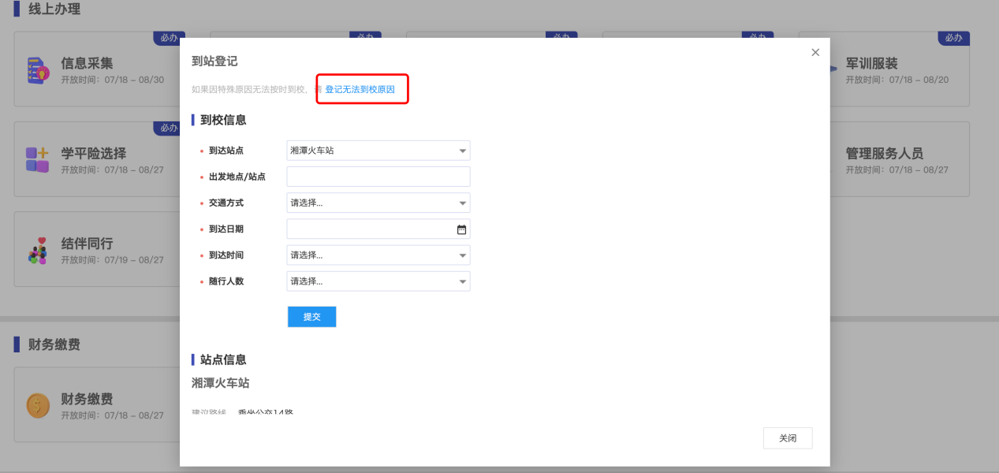 线上办理
必办
必办
必办
必办
必办
信息采集
开放时间：07/18 – 08/30
军训服装
开放时间：07/18 – 08/20
到站登记
如果因特殊原因无法按时到校，请 登记无法到校原因
到校信息
到达站点
湘潭火车站
出发地点/站点
交通方式
请选择...
到达日期
到达时间
请选择...
随行人数
请选择...
提交
必办
学平险选择
开放时间：07/18 – 08/27
管理服务人员
开放时间：07/18 – 08/27
结伴同行
开放时间：07/19 – 08/27
财务缴费
财务缴费
开放时间：07/18 – 08/27
站点信息
湘潭火车站
建议路线 乘坐公交14路
关闭